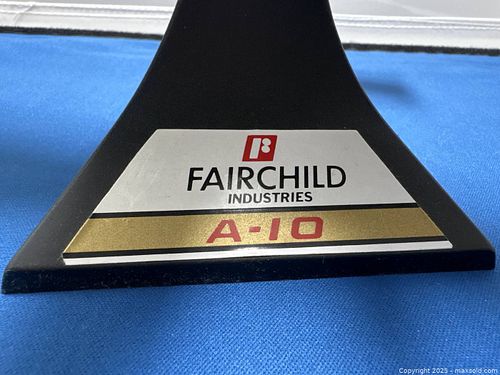 FAIRCHILD
INDUSTRIES
A-10
Copyright 2025 - maxsold.com